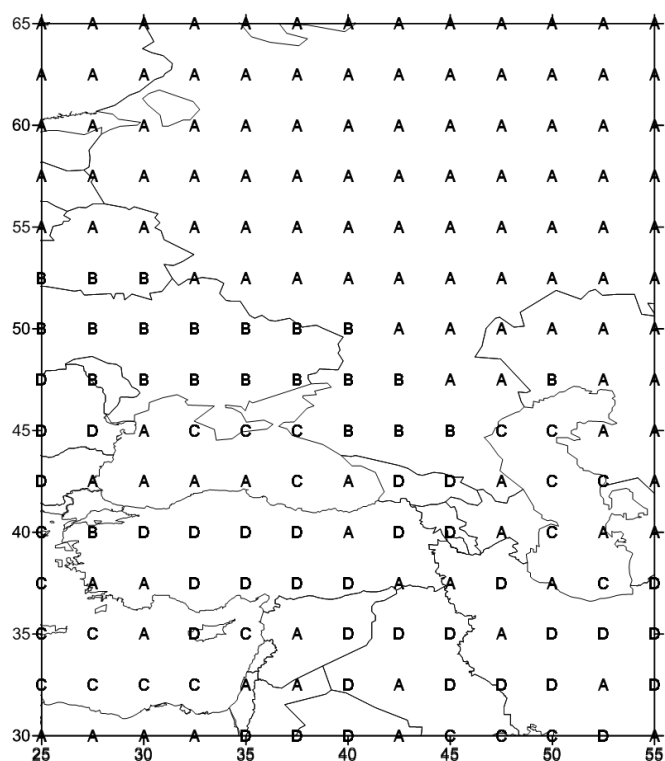 65 A A A A A A A A A A A A A
A A A A A A A A A A A A A
60 A A A A A A A A A A A A A
A A A A A A A A A A A A A
55 A A A A A A A A A A A A A
B B B A A A A A A A A A A
50 B B B B B B B A A A A A A
D B B B B B B B A A B A A
45 D D A C C C B B B C C A A
D A A A A C A D D A C C A
40 C B D D D D A D D A C A A
C A A D D D D A A D A C D
35 C C A D C A D D D A D D D
C C C C A A D A D D D A D
30 A A A A D D D A C C C D A
25 30 35 40 45 50 55